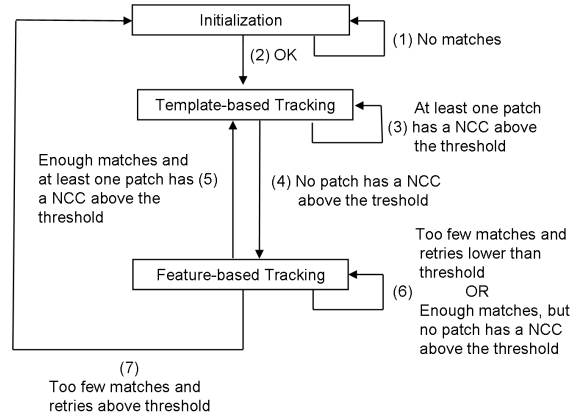 Initialization
(1) No matches
(2) OK
Template-based Tracking
At least one patch
(3) has a NCC above
the threshold
Enough matches and
at least one patch has (5)
a NCC above the
threshold
(4) No patch has a NCC
above the treshold
Feature-based Tracking
Too few matches and
retries lower than
threshold
(6) OR
Enough matches, but
no patch has a NCC
above the threshold
(7)
Too few matches and
retries above threshold